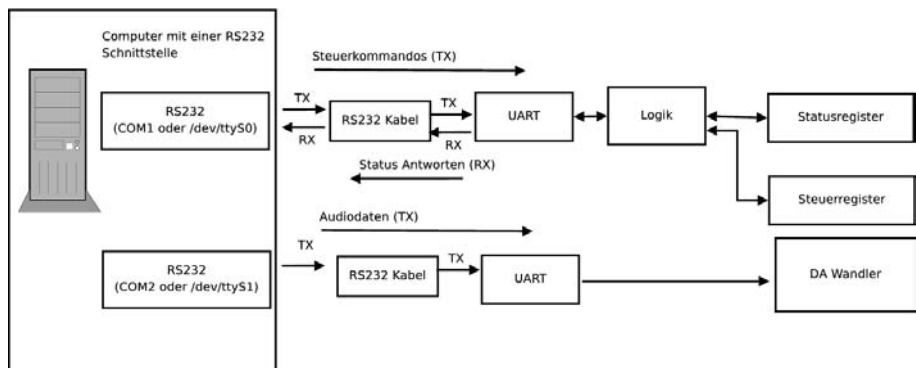 Computer mit einer RS232
Schnittstelle
Steuerkommandos (TX)
RS232
(COM1 oder /dev/ttyS0)
TX
RX
RS232 Kabel
TX
RX
UART
Logik
Statusregister
Status Antworten (RX)
Steuerregister
Audiodaten (TX)
RS232
(COM2 oder /dev/ttyS1)
TX
RS232 Kabel
TX
UART
DA Wandler